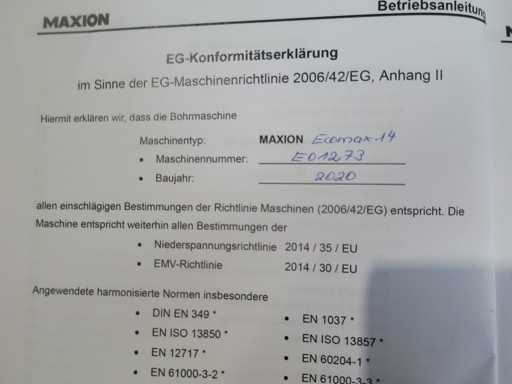 MAXION
Betriebsanleitung
EG-Konformitätserklärung
im Sinne der EG-Maschinenrichtlinie 2006/42/EG, Anhang II
Hiermit erklären wir, dass die Bohrmaschine
Maschinentyp: MAXION Ecomax 14
• Maschinennummer: E01273
• Baujahr: 2020
allen einschlägigen Bestimmungen der Richtlinie Maschinen (2006/42/EG) entspricht. Die
Maschine entspricht weiterhin allen Bestimmungen der
• Niederspannungsrichtlinie 2014 / 35 / EU
• EMV-Richtlinie 2014 / 30 / EU
Angewendete harmonisierte Normen insbesondere
• DIN EN 349 *
• EN 1037 *
• EN ISO 13850 *
• EN ISO 13857 *
• EN 12717 *
• EN 60204-1 *
• EN 61000-3-2 *
• EN 61000-3-3 *